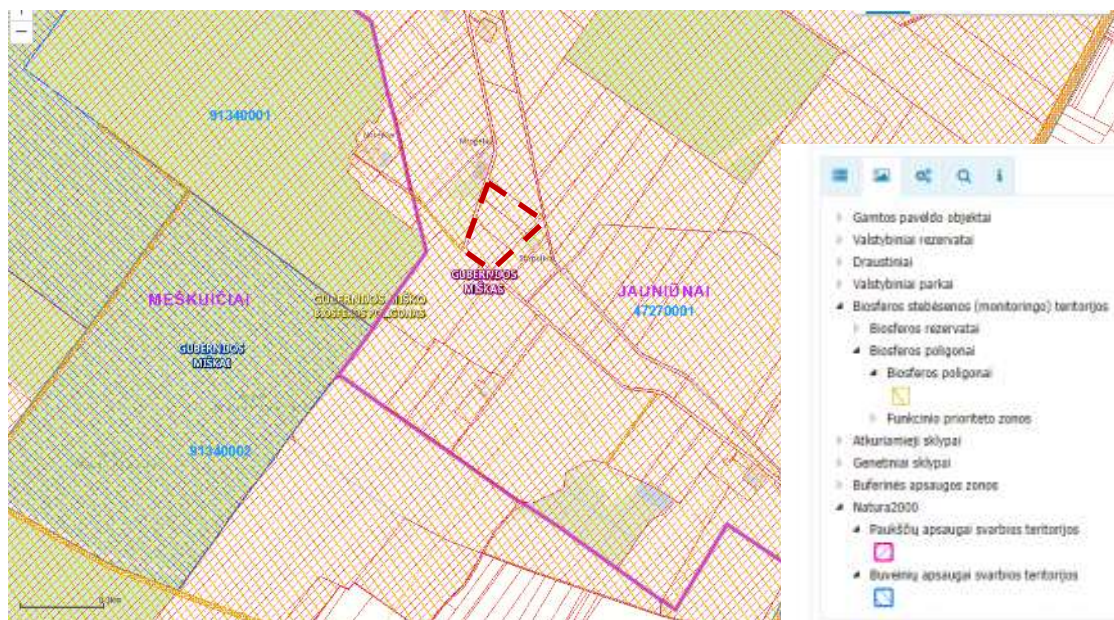 91340001
GUBERNIJOS
MIŠKAS
MEŠKUIČIAI
GUBERNIJOS MIŠKO
BIOSFEROS POLIGONAS
JAUNIŪNAI
47270001
GUBERNIJOS
MIŠKAI
91340002
Gamtos paveldo objektai
Valstybiniai rezervatai
Draustiniai
Valstybiniai parkai
Biosferos stebėsenos (monitoringo) teritorijos
Biosferos rezervatai
Biosferos poligonai
Biosferos poligonai
Funkcinio prioriteto zonos
Atkuriamieji sklypai
Genetiniai sklypai
Buferinės apsaugos zonos
Natura2000
Paukščių apsaugai svarbios teritorijos
Buveinių apsaugai svarbios teritorijos